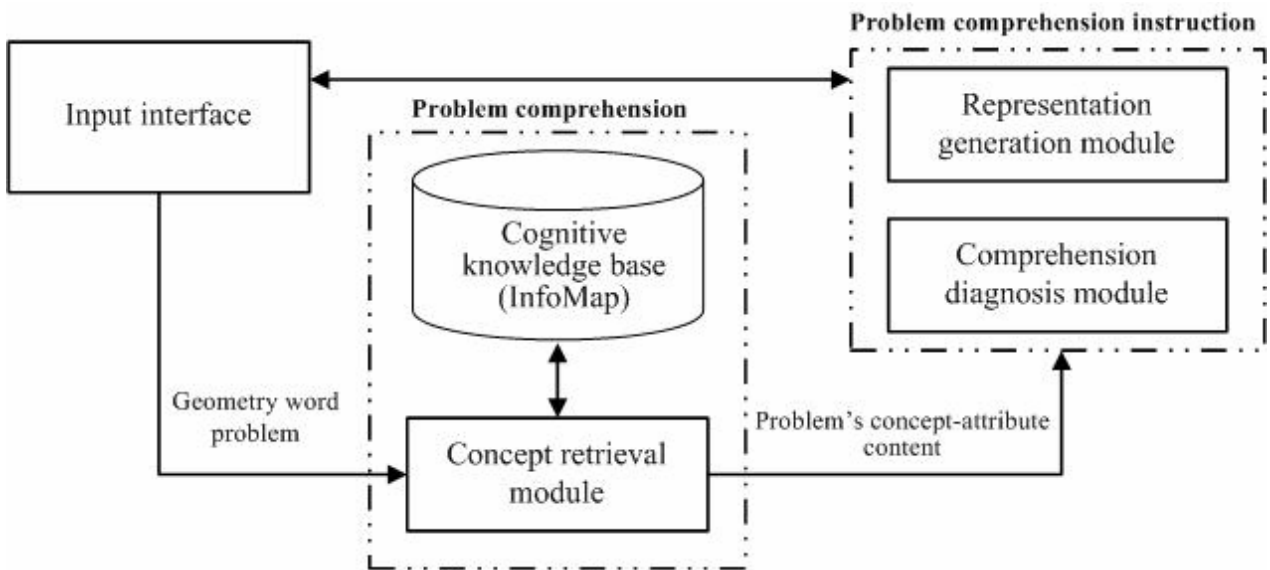 Problem comprehension instruction
Input interface
Problem comprehension
Representation
generation module
Cognitive
knowledge base
(InfoMap)
Comprehension
diagnosis module
Geometry word
problem
Concept retrieval
module
Problem's concept-attribute
content